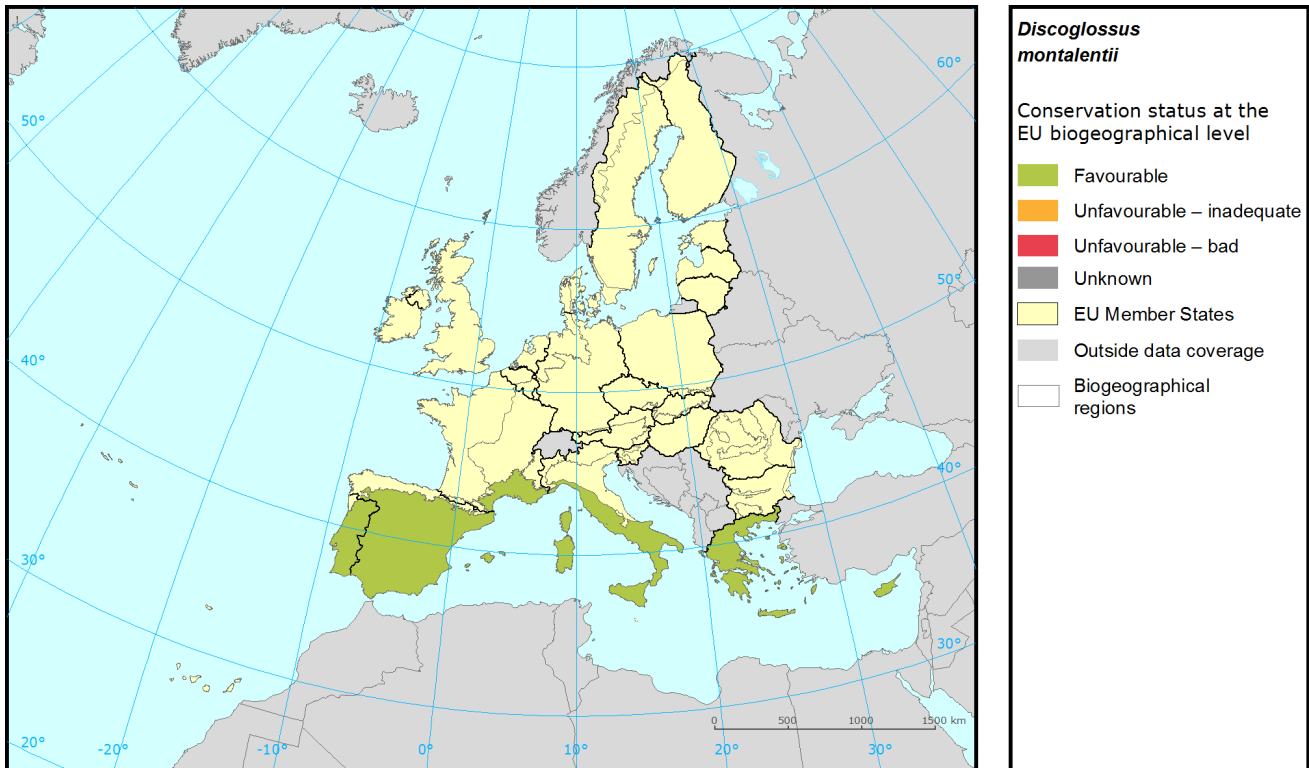 60°
50°
50°
40°
40°
30°
30°
20°
-20°
-10°
0°
10°
20°
30°
0 500 1000 1500 km
Discoglossus
montalentii
Conservation status at the
EU biogeographical level
Favourable
Unfavourable – inadequate
Unfavourable – bad
Unknown
EU Member States
Outside data coverage
Biogeographical
regions